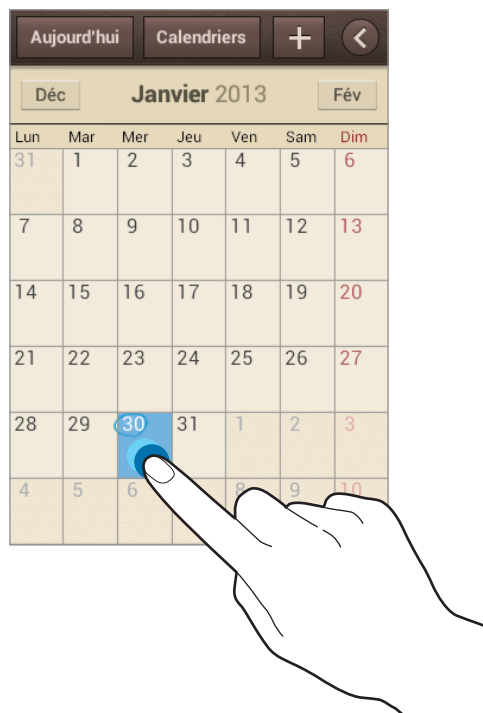 Aujourd'hui Calendriers + <
Déc Janvier 2013 Fév
Lun Mar Mer Jeu Ven Sam Dim
31 1 2 3 4 5 6
7 8 9 10 11 12 13
14 15 16 17 18 19 20
21 22 23 24 25 26 27
28 29 30 31 1 2 3
4 5 6 8 9 10